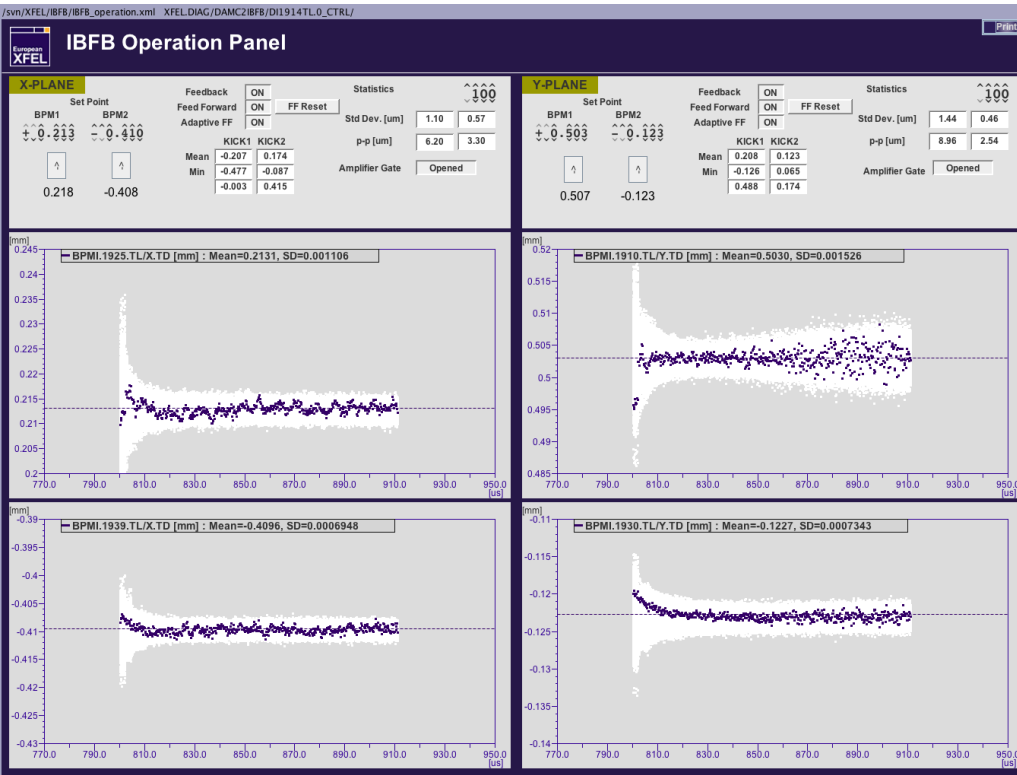 /svn/XFEL/IBFB/IBFB_operation.xml XFEL.DIAG/DAMC2IBFB/DI1914TL.0_CTRL/
Print
European
XFEL
IBFB Operation Panel
X-PLANE
Set Point
BPM1 BPM2
+ 0.213 - 0.410
0.218 -0.408
Feedback ON
Feed Forward ON FF Reset
Adaptive FF ON
KICK1 KICK2
Mean -0.207 0.174
Min -0.477 -0.087
-0.003 0.415
Statistics
100
Std Dev. [um] 1.10 0.57
p-p [um] 6.20 3.30
Amplifier Gate Opened
Y-PLANE
Set Point
BPM1 BPM2
+ 0.503 - 0.123
0.507 -0.123
Feedback ON
Feed Forward ON FF Reset
Adaptive FF ON
KICK1 KICK2
Mean 0.208 0.123
Min -0.126 0.065
0.488 0.174
Statistics
100
Std Dev. [um] 1.44 0.46
p-p [um] 8.96 2.54
Amplifier Gate Opened
[mm]
BPMI.1925.TL/X.TD [mm] : Mean=0.2131, SD=0.001106
0.245
0.24
0.235
0.23
0.225
0.22
0.215
0.21
0.205
0.2
770.0 790.0 810.0 830.0 850.0 870.0 890.0 910.0 930.0 950.0
[us]
[mm]
BPMI.1910.TL/Y.TD [mm] : Mean=0.5030, SD=0.001526
0.52
0.515
0.51
0.505
0.5
0.495
0.49
0.485
770.0 790.0 810.0 830.0 850.0 870.0 890.0 910.0 930.0 950.0
[us]
[mm]
BPMI.1939.TL/X.TD [mm] : Mean=-0.4096, SD=0.0006948
-0.39
-0.395
-0.4
-0.405
-0.41
-0.415
-0.42
-0.425
-0.43
770.0 790.0 810.0 830.0 850.0 870.0 890.0 910.0 930.0 950.0
[us]
[mm]
BPMI.1930.TL/Y.TD [mm] : Mean=-0.1227, SD=0.0007343
-0.11
-0.115
-0.12
-0.125
-0.13
-0.135
-0.14
770.0 790.0 810.0 830.0 850.0 870.0 890.0 910.0 930.0 950.0
[us]